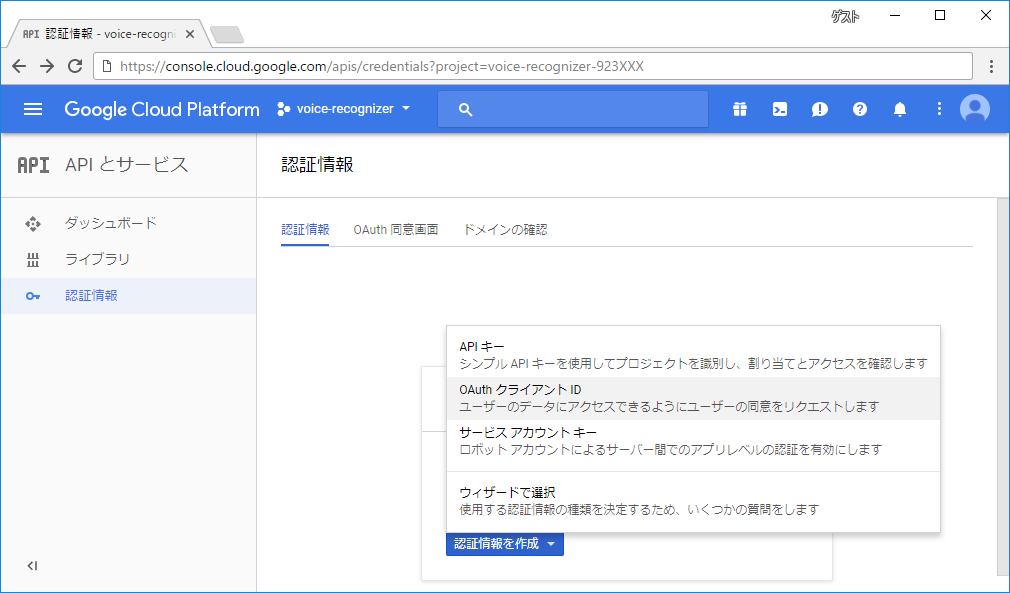 ゲスト
API 認証情報 - voice-recogni
https://console.cloud.google.com/apis/credentials?project=voice-recognizer-923XXX
Google Cloud Platform
voice-recognizer
API API とサービス
認証情報
ダッシュボード
ライブラリ
認証情報
認証情報 OAuth 同意画面 ドメインの確認
API キー
シンプル API キーを使用してプロジェクトを識別し、割り当てとアクセスを確認します
OAuth クライアント ID
ユーザーのデータにアクセスできるようにユーザーの同意をリクエストします
サービス アカウント キー
ロボット アカウントによるサーバー間でのアプリレベルの認証を有効にします
ウィザードで選択
使用する認証情報の種類を決定するため、いくつかの質問をします
認証情報を作成